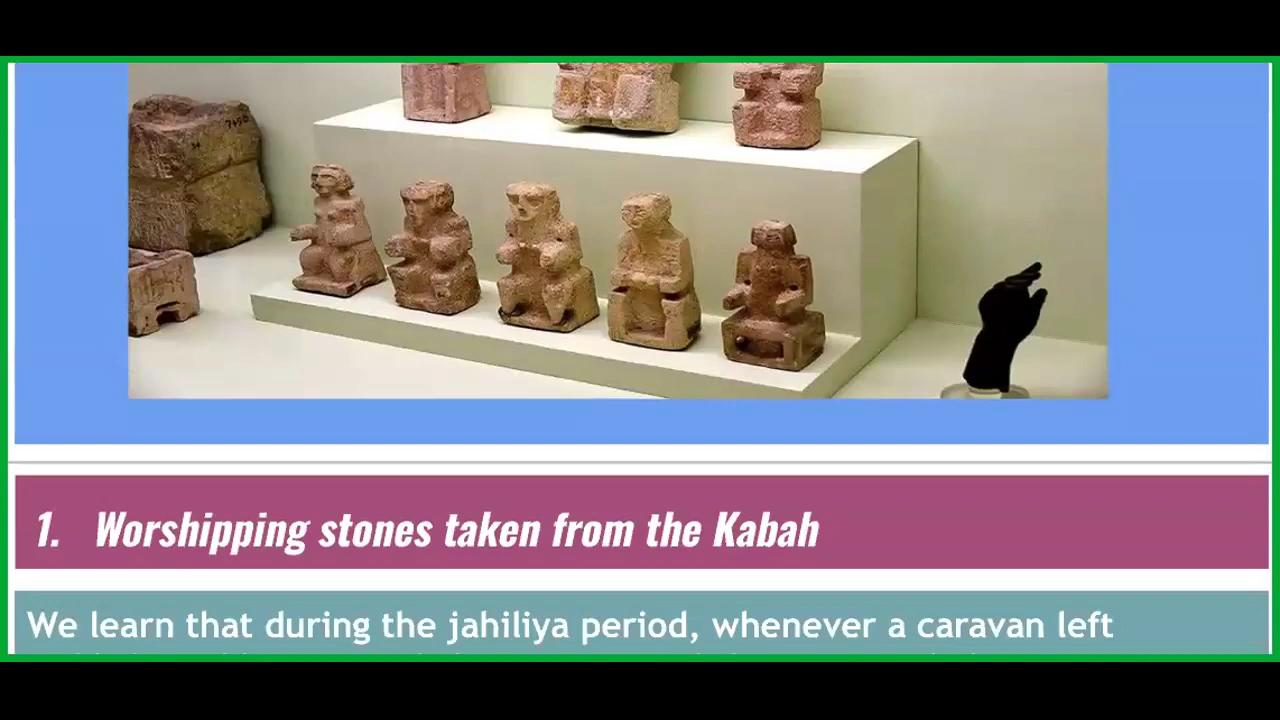 1. Worshipping stones taken from the Kabah
We learn that during the jahiliya period, whenever a caravan left